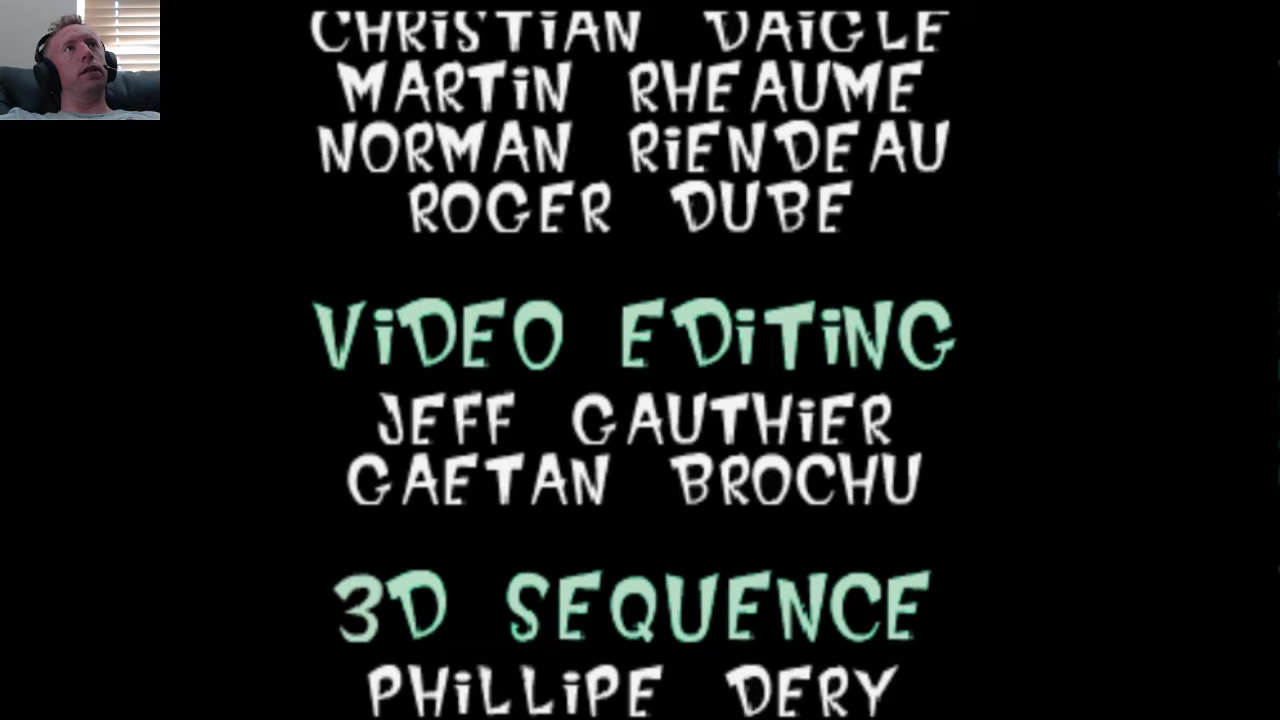 CHRiSTiAN DAiGLE
MARTiN RHEAUME
NORMAN RiENDEAU
ROGER DUBE
ViDEO EDiTiNG
JEFF GAUTHiER
GAETAN BROCHU
3D SEQUENCE
PHiLLiPE DERY